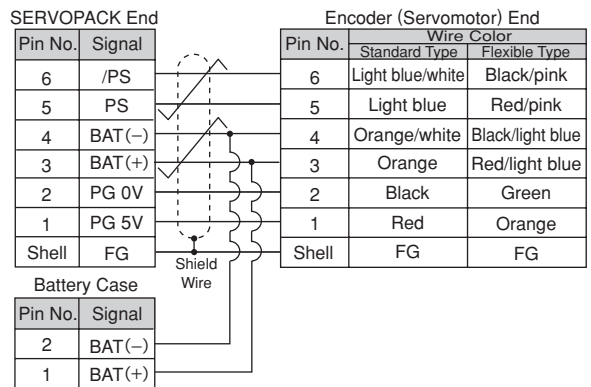 SERVOPACK End
Pin No. Signal
6 /PS
5 PS
4 BAT(−)
3 BAT(+)
2 PG 0V
1 PG 5V
Shell FG
Shield
Wire
Encoder (Servomotor) End
Pin No. Wire Color
Standard Type Flexible Type
6 Light blue/white Black/pink
5 Light blue Red/pink
4 Orange/white Black/light blue
3 Orange Red/light blue
2 Black Green
1 Red Orange
Shell FG FG
Battery Case
Pin No. Signal
2 BAT(−)
1 BAT(+)